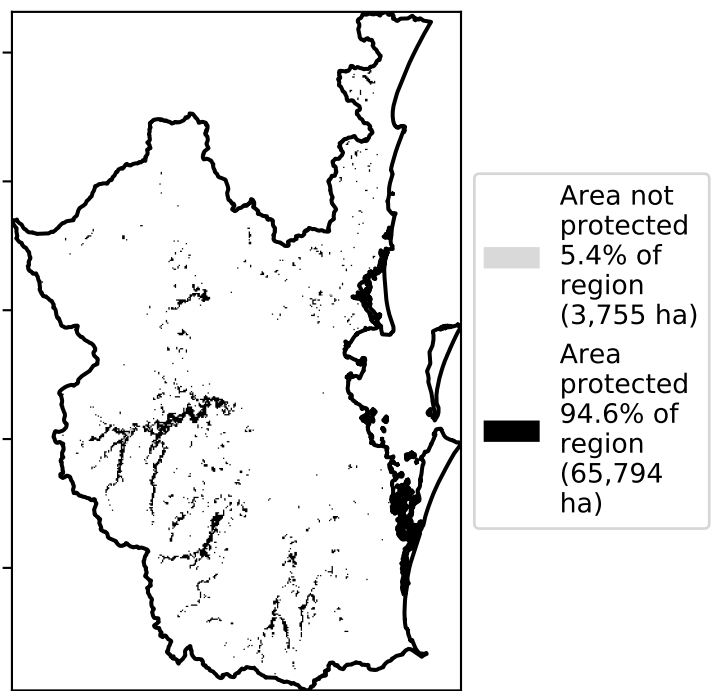 Area not
protected
5.4% of
region
(3,755 ha)
Area
protected
94.6% of
region
(65,794
ha)